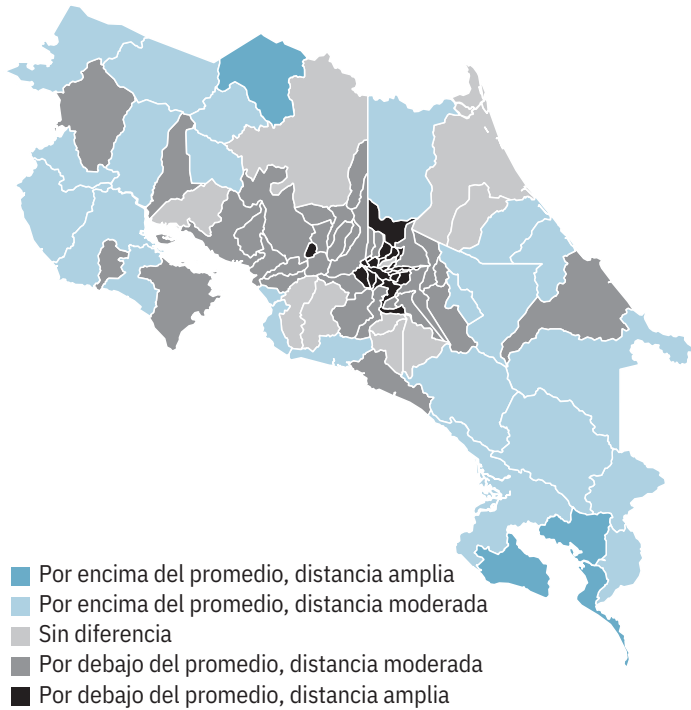 Por encima del promedio, distancia amplia
Por encima del promedio, distancia moderada
Sin diferencia
Por debajo del promedio, distancia moderada
Por debajo del promedio, distancia amplia